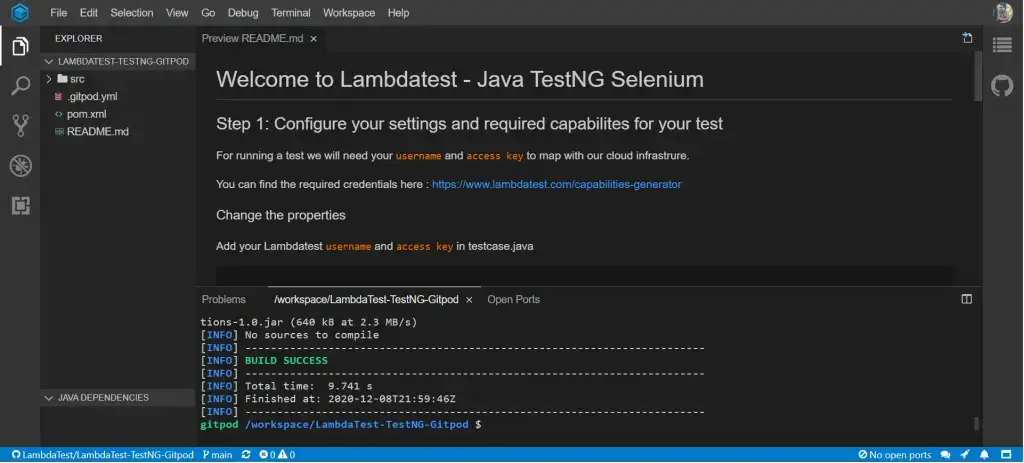 File Edit Selection View Go Debug Terminal Workspace Help
EXPLORER
LAMBDATEST-TESTNG-GITPOD
src
.gitpod.yml
pom.xml
README.md
JAVA DEPENDENCIES
Preview README.md ×
Welcome to Lambdatest - Java TestNG Selenium
Step 1: Configure your settings and required capabilites for your test
For running a test we will need your username and access key to map with our cloud infrastrure.
You can find the required credentials here : https://www.lambdatest.com/capabilities-generator
Change the properties
Add your Lambdatest username and access key in testcase.java
Problems /workspace/LambdaTest-TestNG-Gitpod × Open Ports
tions-1.0.jar (640 kB at 2.3 MB/s)
[INFO] No sources to compile
[INFO] ------------------------------------------------------------------------
[INFO] BUILD SUCCESS
[INFO] ------------------------------------------------------------------------
[INFO] Total time:  9.741 s
[INFO] Finished at: 2020-12-08T21:59:46Z
[INFO] ------------------------------------------------------------------------
gitpod /workspace/LambdaTest-TestNG-Gitpod $
LambdaTest/LambdaTest-TestNG-Gitpod main 0 0 No open ports